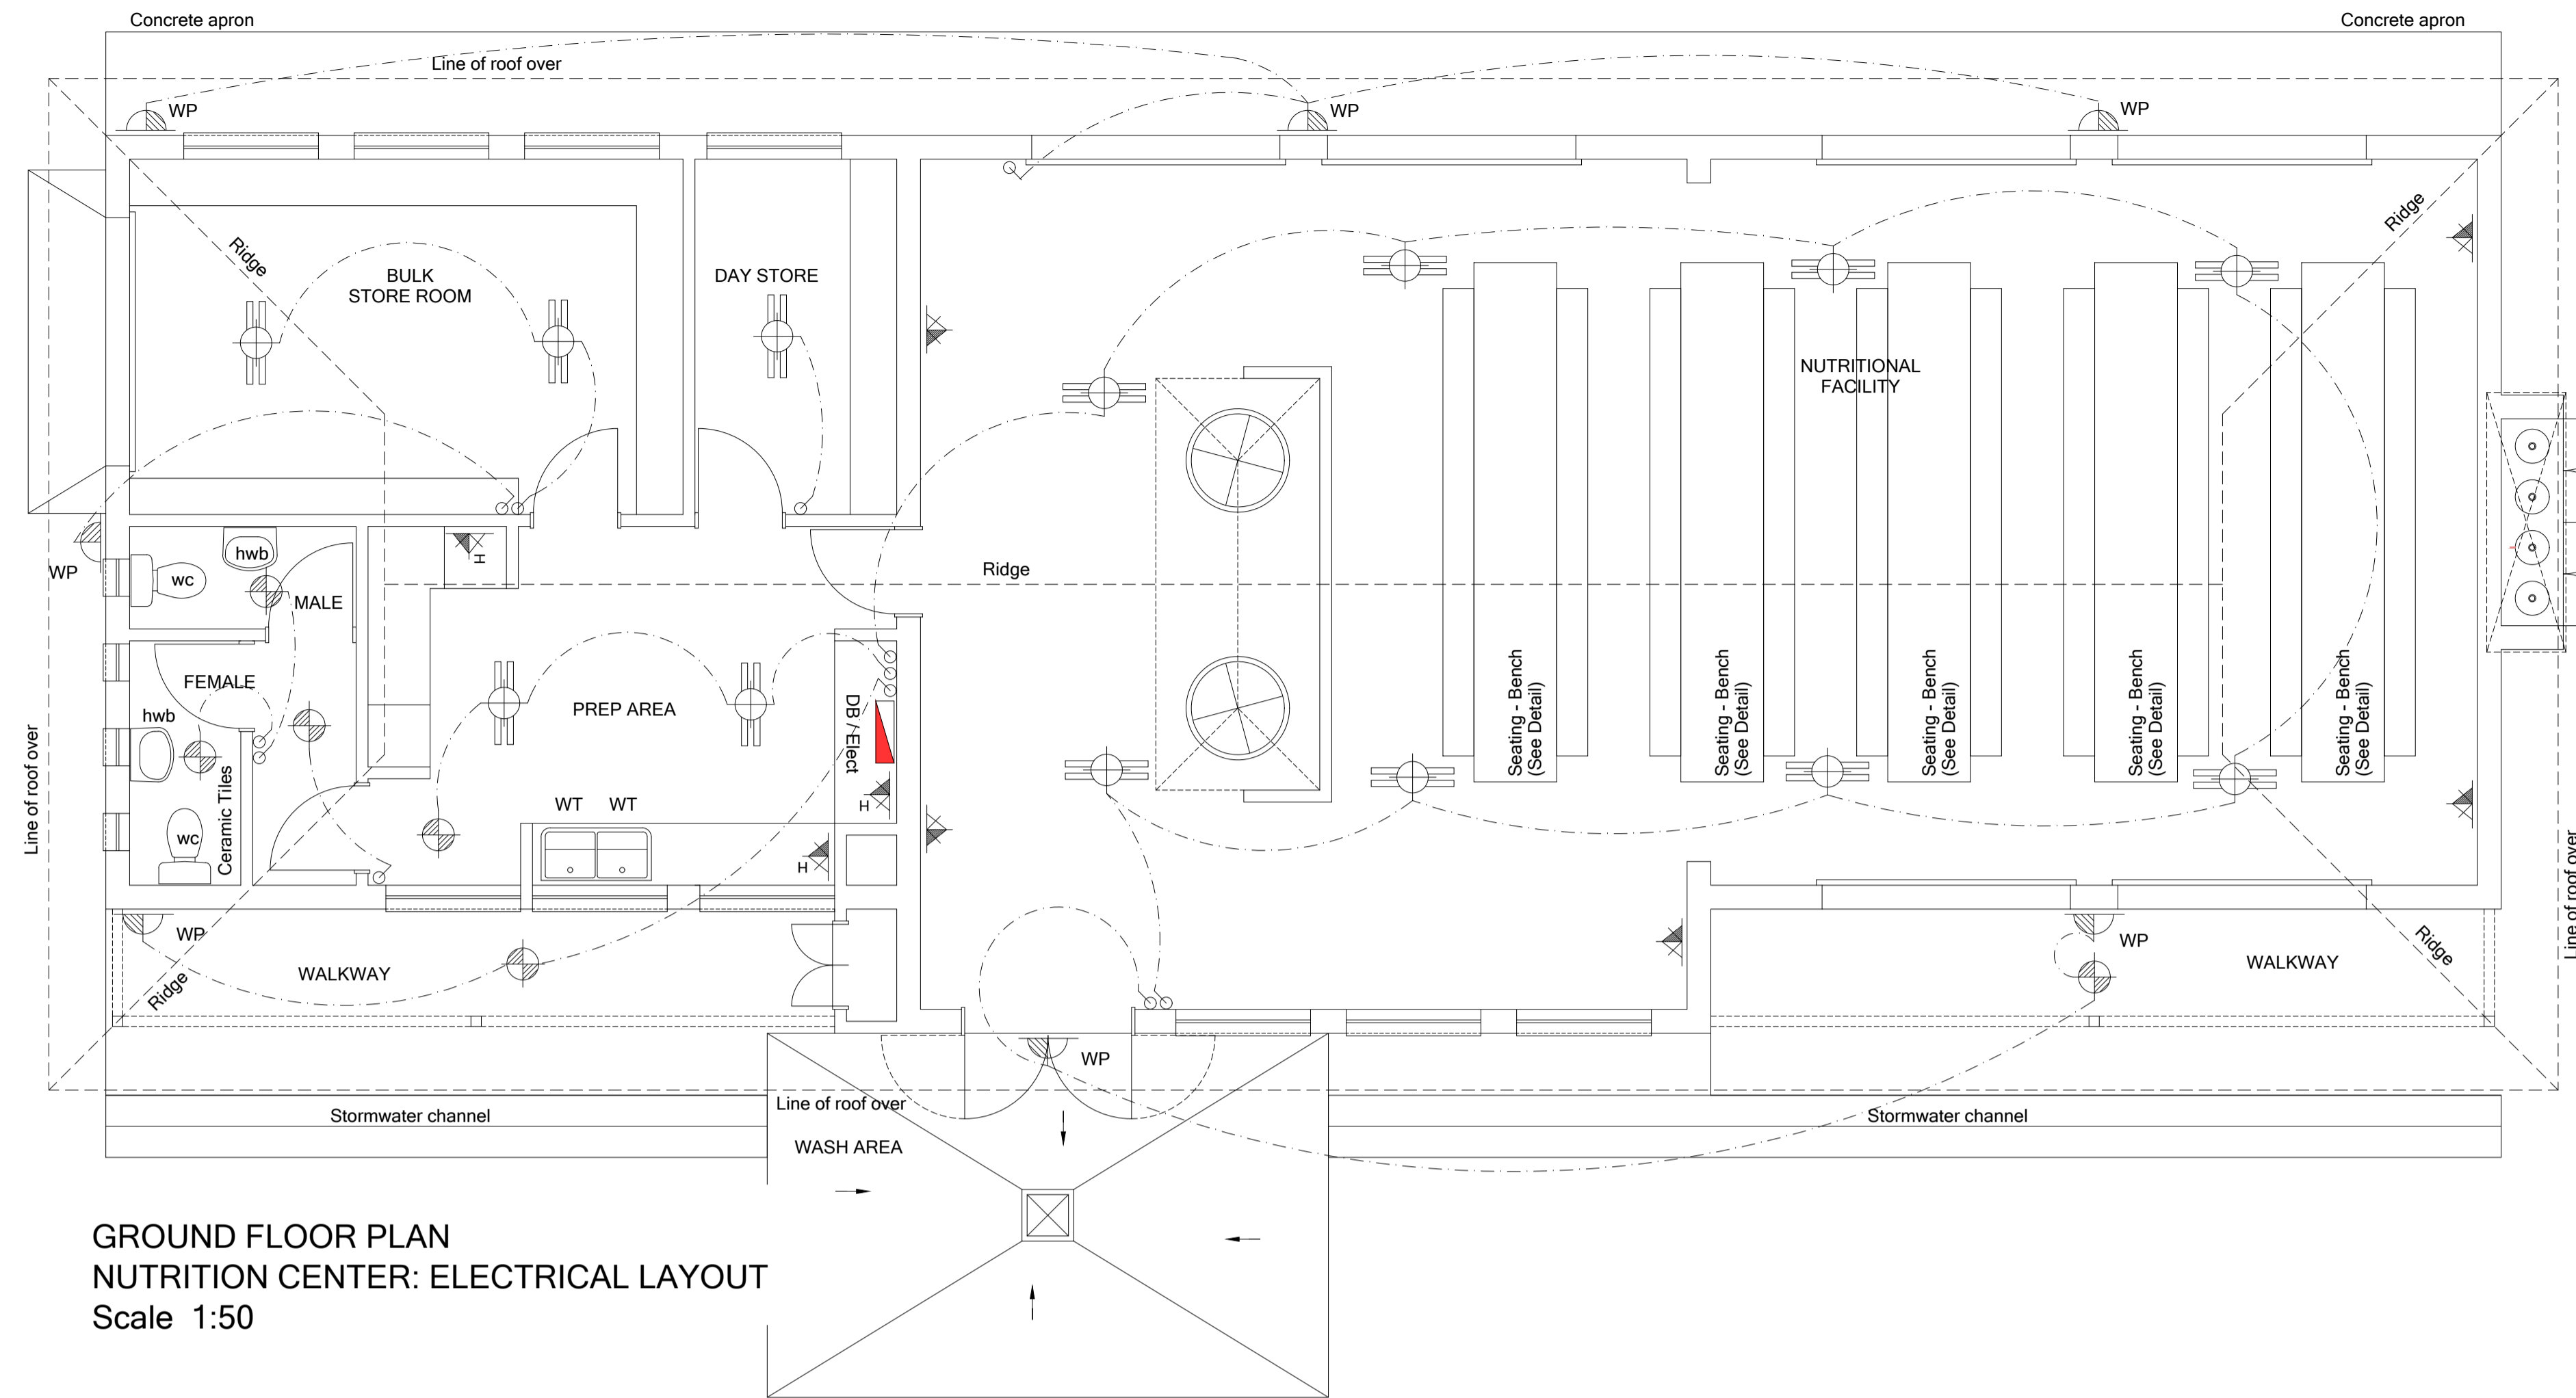 Concrete apron
Concrete apron
Line of roof over
WP
WP
WP
Ridge
Ridge
BULK
STORE ROOM
DAY STORE
NUTRITIONAL
FACILITY
hwb
wc
WP
H
MALE
Ridge
FEMALE
hwb
PREP AREA
DB / Elect
Seating - Bench
(See Detail)
Seating - Bench
(See Detail)
Seating - Bench
(See Detail)
Seating - Bench
(See Detail)
Seating - Bench
(See Detail)
Line of roof over
wc
Ceramic Tiles
WT WT
H
H
Line of roof over
WP
WALKWAY
Ridge
WP
WALKWAY
Ridge
WP
Line of roof over
Stormwater channel
Stormwater channel
WASH AREA
GROUND FLOOR PLAN
NUTRITION CENTER: ELECTRICAL LAYOUT
Scale 1:50